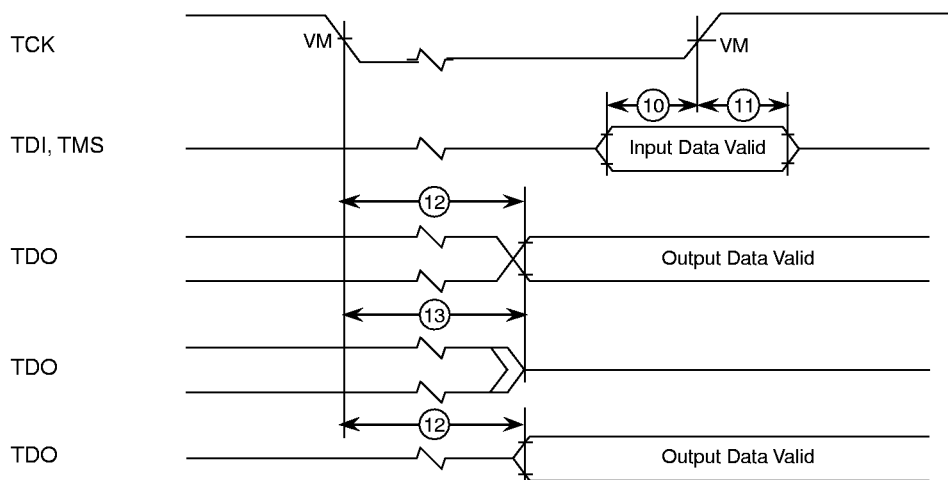 TCK
VM
VM
10
11
TDI, TMS
Input Data Valid
12
TDO
Output Data Valid
13
TDO
12
TDO
Output Data Valid